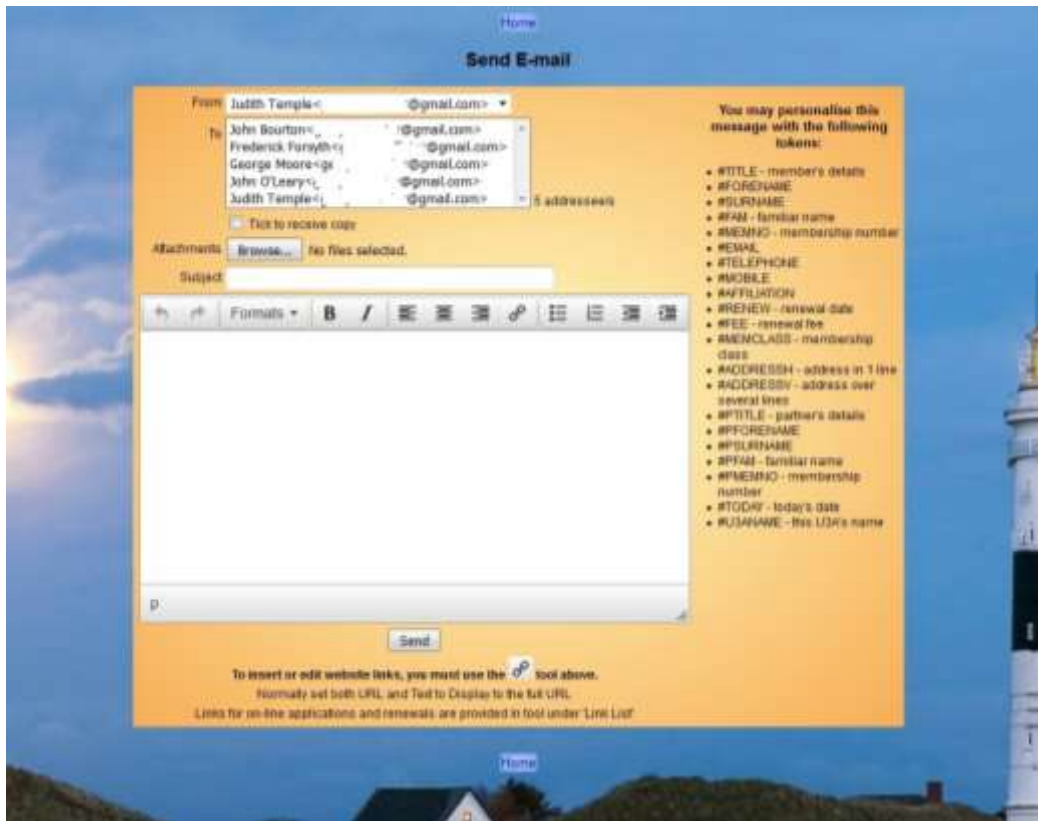 Home
Send E-mail
From Judith Temple< @gmail.com>
To John Bourton< @gmail.com>
Frederick Forsyth< @gmail.com>
George Moore<ge @gmail.com>
John O'Leary< @gmail.com>
Judith Temple< @gmail.com>
5 addressee/s
Tick to receive copy
Attachments Browse... No files selected.
Subject
Formats B I
p
Send
To insert or edit website links, you must use the tool above.
Normally set both URL and Text to Display to the full URL
Links for on-line applications and renewals are provided in tool under 'Link List'
You may personalise this
message with the following
tokens:
#TITLE - member's details
#FORENAME
#SURNAME
#FAM - familiar name
#MEMNO - membership number
#EMAIL
#TELEPHONE
#MOBILE
#AFFILIATION
#RENEW - renewal date
#FEE - renewal fee
#MEMCLASS - membership
class
#ADDRESSH - address in 1 line
#ADDRESSV - address over
several lines
#PTITLE - partner's details
#PFORENAME
#PSURNAME
#PFAM - familiar name
#PMEMNO - membership
number
#TODAY - today's date
#U3ANAME - this U3A's name
Home